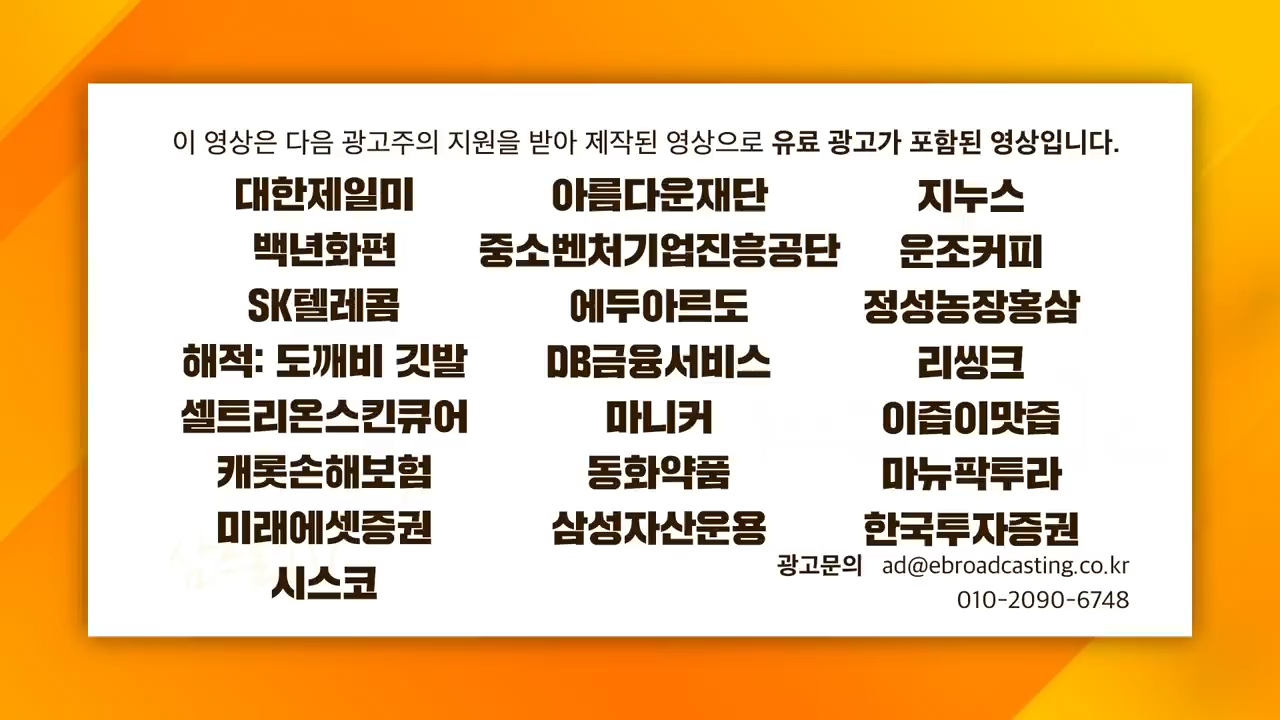 이 영상은 다음 광고주의 지원을 받아 제작된 영상으로 유료 광고가 포함된 영상입니다.
대한제일미 아름다운재단 지누스
백년화편 중소벤처기업진흥공단 운조커피
SK텔레콤 에두아르도 정성농장홍삼
해적: 도깨비 깃발 DB금융서비스 리씽크
셀트리온스킨큐어 마니커 이즙이맛즙
캐롯손해보험 동화약품 마뉴팍투라
미래에셋증권 삼성자산운용 한국투자증권
시스코
광고문의 ad@ebroadcasting.co.kr
010-2090-6748